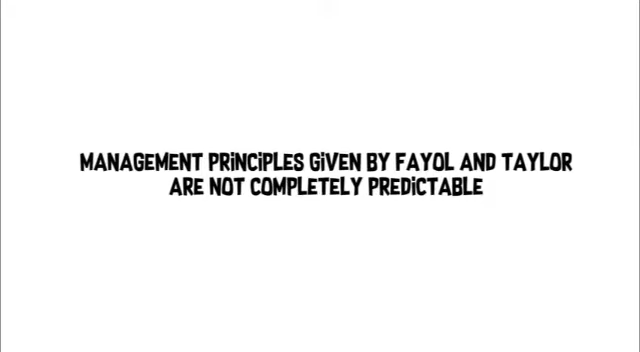 MANAGEMENT PRINCIPLES GIVEN BY FAYOL AND TAYLOR
ARE NOT COMPLETELY PREDICTABLE